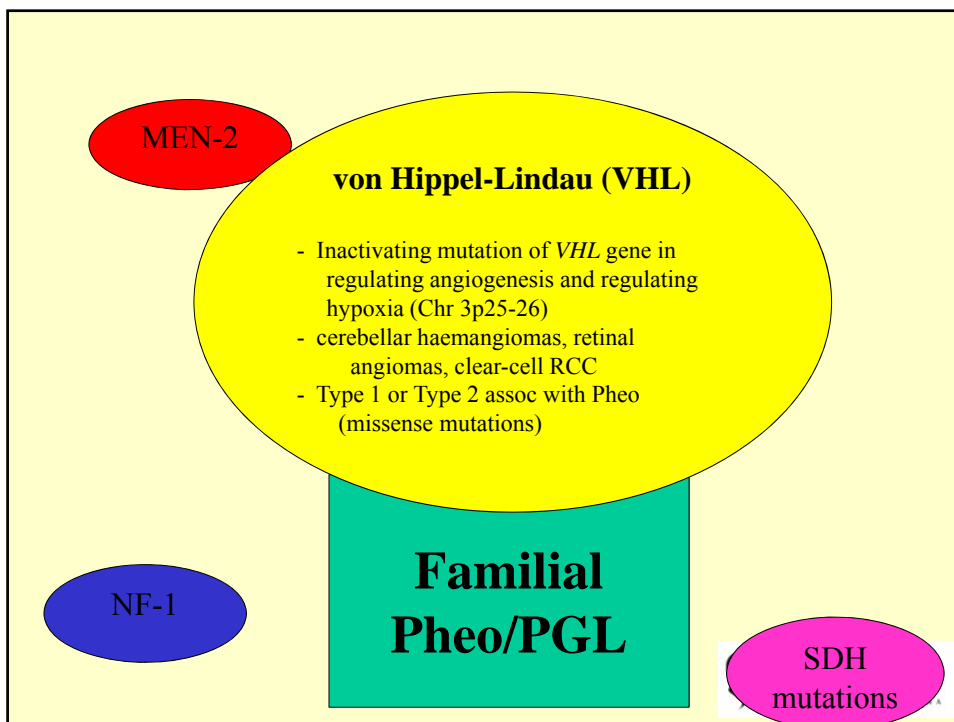 MEN-2
von Hippel-Lindau (VHL)
- Inactivating mutation of VHL gene in
regulating angiogenesis and regulating
hypoxia (Chr 3p25-26)
- cerebellar haemangiomas, retinal
angiomas, clear-cell RCC
- Type 1 or Type 2 assoc with Pheo
(missense mutations)
Familial
Pheo/PGL
NF-1
SDH
mutations